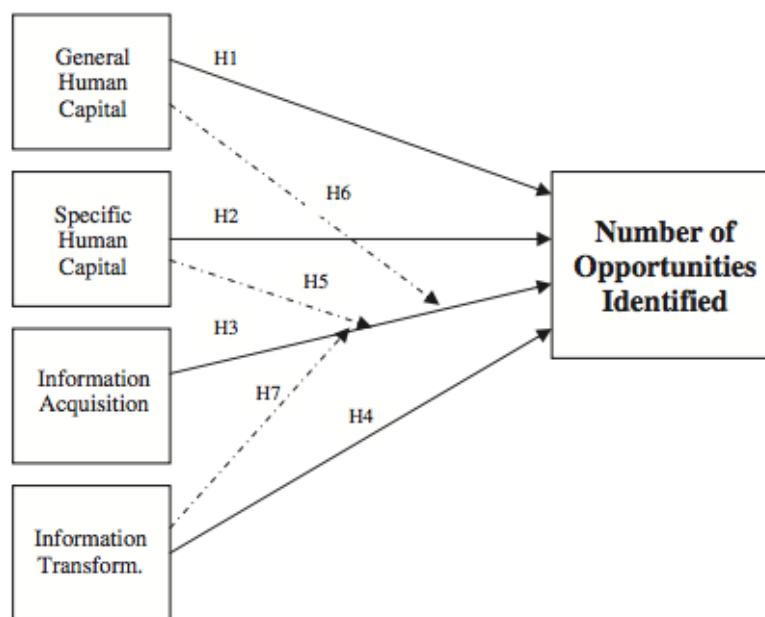 General
Human
Capital
H1
H6
Specific
Human
Capital
H2
H5
Number of
Opportunities
Identified
H3
Information
Acquisition
H7
H4
Information
Transform.